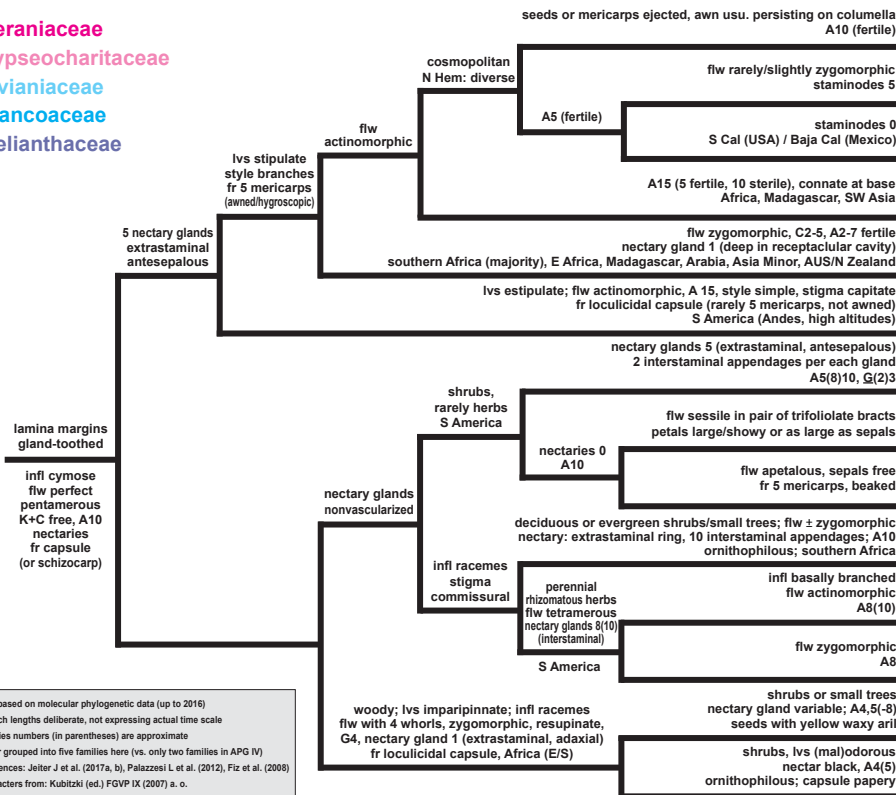 eraniaceae
ypseocharitaceae
vianiaceae
ancoaceae
elianthaceae
seeds or mericarps ejected, awn usu. persisting on columella
A10 (fertile)
cosmopolitan
N Hem: diverse
flw rarely/slightly zygomorphic
staminodes 5
A5 (fertile)
staminodes 0
S Cal (USA) / Baja Cal (Mexico)
flw
actinomorphic
lvs stipulate
style branches
fr 5 mericarps
(awned/hygroscopic)
A15 (5 fertile, 10 sterile), connate at base
Africa, Madagascar, SW Asia
5 nectary glands
extrastaminal
antesepalous
flw zygomorphic, C2-5, A2-7 fertile
nectary gland 1 (deep in receptaclular cavity)
southern Africa (majority), E Africa, Madagascar, Arabia, Asia Minor, AUS/N Zealand
lvs estipulate; flw actinomorphic, A 15, style simple, stigma capitate
fr loculicidal capsule (rarely 5 mericarps, not awned)
S America (Andes, high altitudes)
nectary glands 5 (extrastaminal, antesepalous)
2 interstaminal appendages per each gland
A5(8)10, G(2)3
shrubs,
rarely herbs
S America
flw sessile in pair of trifoliolate bracts
petals large/showy or as large as sepals
nectaries 0
A10
flw apetalous, sepals free
fr 5 mericarps, beaked
lamina margins
gland-toothed
infl cymose
flw perfect
pentamerous
K+C free, A10
nectaries
fr capsule
(or schizocarp)
nectary glands
nonvascularized
deciduous or evergreen shrubs/small trees; flw ± zygomorphic
nectary: extrastaminal ring, 10 interstaminal appendages; A10
ornithophilous; southern Africa
infl racemes
stigma
commissural
perennial
rhizomatous herbs
flw tetramerous
nectary glands 8(10)
(interstaminal)
S America
infl basally branched
flw actinomorphic
A8(10)
flw zygomorphic
A8
woody; lvs imparipinnate; infl racemes
flw with 4 whorls, zygomorphic, resupinate,
G4, nectary gland 1 (extrastaminal, adaxial)
fr loculicidal capsule, Africa (E/S)
shrubs or small trees
nectary gland variable; A4,5(-8)
seeds with yellow waxy aril
shrubs, lvs (mal)odorous
nectar black, A4(5)
ornithophilous; capsule papery
based on molecular phylogenetic data (up to 2016)
ch lengths deliberate, not expressing actual time scale
ies numbers (in parentheses) are approximate
r grouped into five families here (vs. only two families in APG IV)
ences: Jeiter J et al. (2017a, b), Palazzesi L et al. (2012), Fiz et al. (2008)
acters from: Kubitzki (ed.) FGVP IX (2007) a. o.